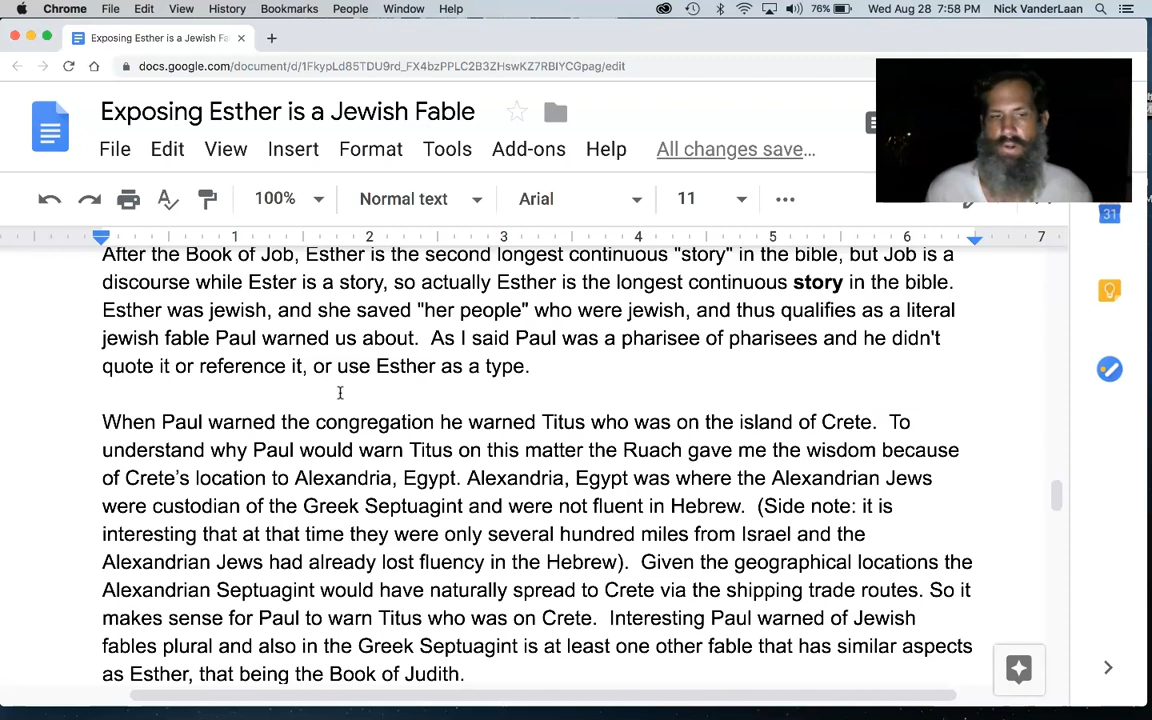 Chrome File Edit View History Bookmarks People Window Help 76% Wed Aug 28 7:58 PM Nick VanderLaan
Exposing Esther is a Jewish Fa
docs.google.com/document/d/1FkypLd85TDU9rd_FX4bzPPLC2B3ZHswKZ7RBIYCGpag/edit
Exposing Esther is a Jewish Fable
File Edit View Insert Format Tools Add-ons Help All changes save…
100% Normal text Arial 11
1 2 3 4 5 6 7
31
After the Book of Job, Esther is the second longest continuous "story" in the bible, but Job is a
discourse while Ester is a story, so actually Esther is the longest continuous story in the bible.
Esther was jewish, and she saved "her people" who were jewish, and thus qualifies as a literal
jewish fable Paul warned us about.  As I said Paul was a pharisee of pharisees and he didn't
quote it or reference it, or use Esther as a type.
When Paul warned the congregation he warned Titus who was on the island of Crete.  To
understand why Paul would warn Titus on this matter the Ruach gave me the wisdom because
of Crete's location to Alexandria, Egypt. Alexandria, Egypt was where the Alexandrian Jews
were custodian of the Greek Septuagint and were not fluent in Hebrew.  (Side note: it is
interesting that at that time they were only several hundred miles from Israel and the
Alexandrian Jews had already lost fluency in the Hebrew).  Given the geographical locations the
Alexandrian Septuagint would have naturally spread to Crete via the shipping trade routes. So it
makes sense for Paul to warn Titus who was on Crete.  Interesting Paul warned of Jewish
fables plural and also in the Greek Septuagint is at least one other fable that has similar aspects
as Esther, that being the Book of Judith.